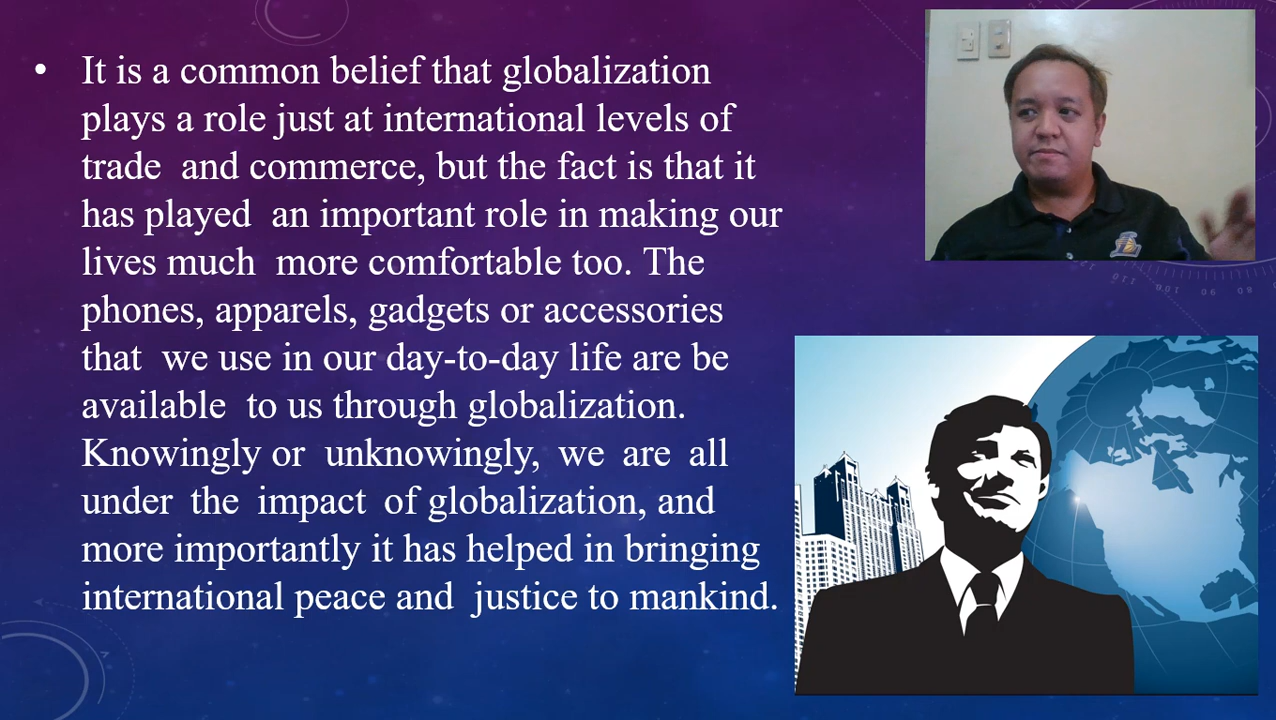 • It is a common belief that globalization
plays a role just at international levels of
trade and commerce, but the fact is that it
has played an important role in making our
lives much more comfortable too. The
phones, apparels, gadgets or accessories
that we use in our day-to-day life are be
available to us through globalization.
Knowingly or unknowingly, we are all
under the impact of globalization, and
more importantly it has helped in bringing
international peace and justice to mankind.